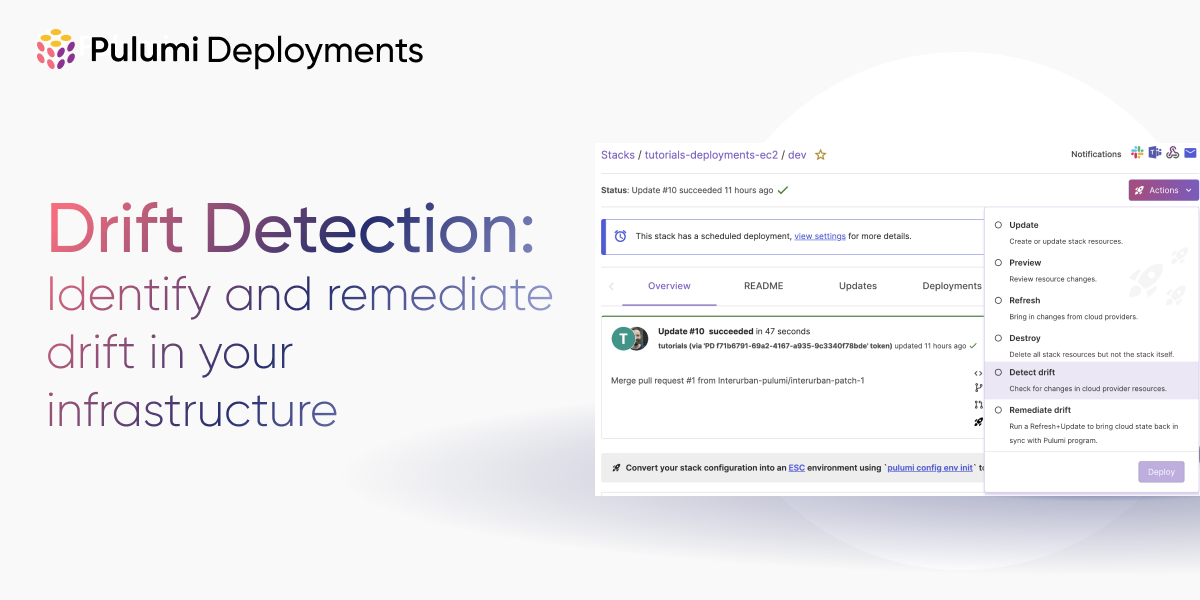 Pulumi Deployments
Drift Detection:
Identify and remediate
drift in your
infrastructure
Stacks / tutorials-deployments-ec2 / dev
Notifications
Status: Update #10 succeeded 11 hours ago
Actions
This stack has a scheduled deployment, view settings for more details.
Overview README Updates Deployments
T
Update #10 succeeded in 47 seconds
tutorials (via 'PD f71b6791-69a2-4167-a935-9c3340f78bde' token) updated 11 hours ago
Merge pull request #1 from Interurban-pulumi/interurban-patch-1
Convert your stack configuration into an ESC environment using `pulumi config env init` to
Update
Create or update stack resources.
Preview
Review resource changes.
Refresh
Bring in changes from cloud providers.
Destroy
Delete all stack resources but not the stack itself.
Detect drift
Check for changes in cloud provider resources.
Remediate drift
Run a Refresh+Update to bring cloud state back in
sync with Pulumi program.
Deploy